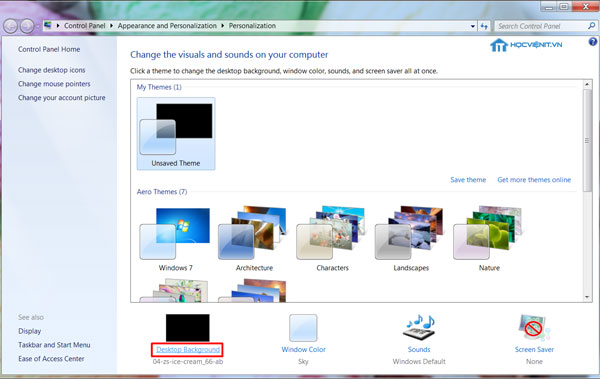 Control Panel ▸ Appearance and Personalization ▸ Personalization
Search Control Panel
HỌCVIỆNIT.VN
Control Panel Home
Change desktop icons
Change mouse pointers
Change your account picture
Change the visuals and sounds on your computer
Click a theme to change the desktop background, window color, sounds, and screen saver all at once.
My Themes (1)
Unsaved Theme
Save theme Get more themes online
Aero Themes (7)
Windows 7 Architecture Characters Landscapes Nature
See also
Display
Taskbar and Start Menu
Ease of Access Center
Desktop Background Window Color Sounds Screen Saver
04-zs-ice-cream_66-ab Sky Windows Default None